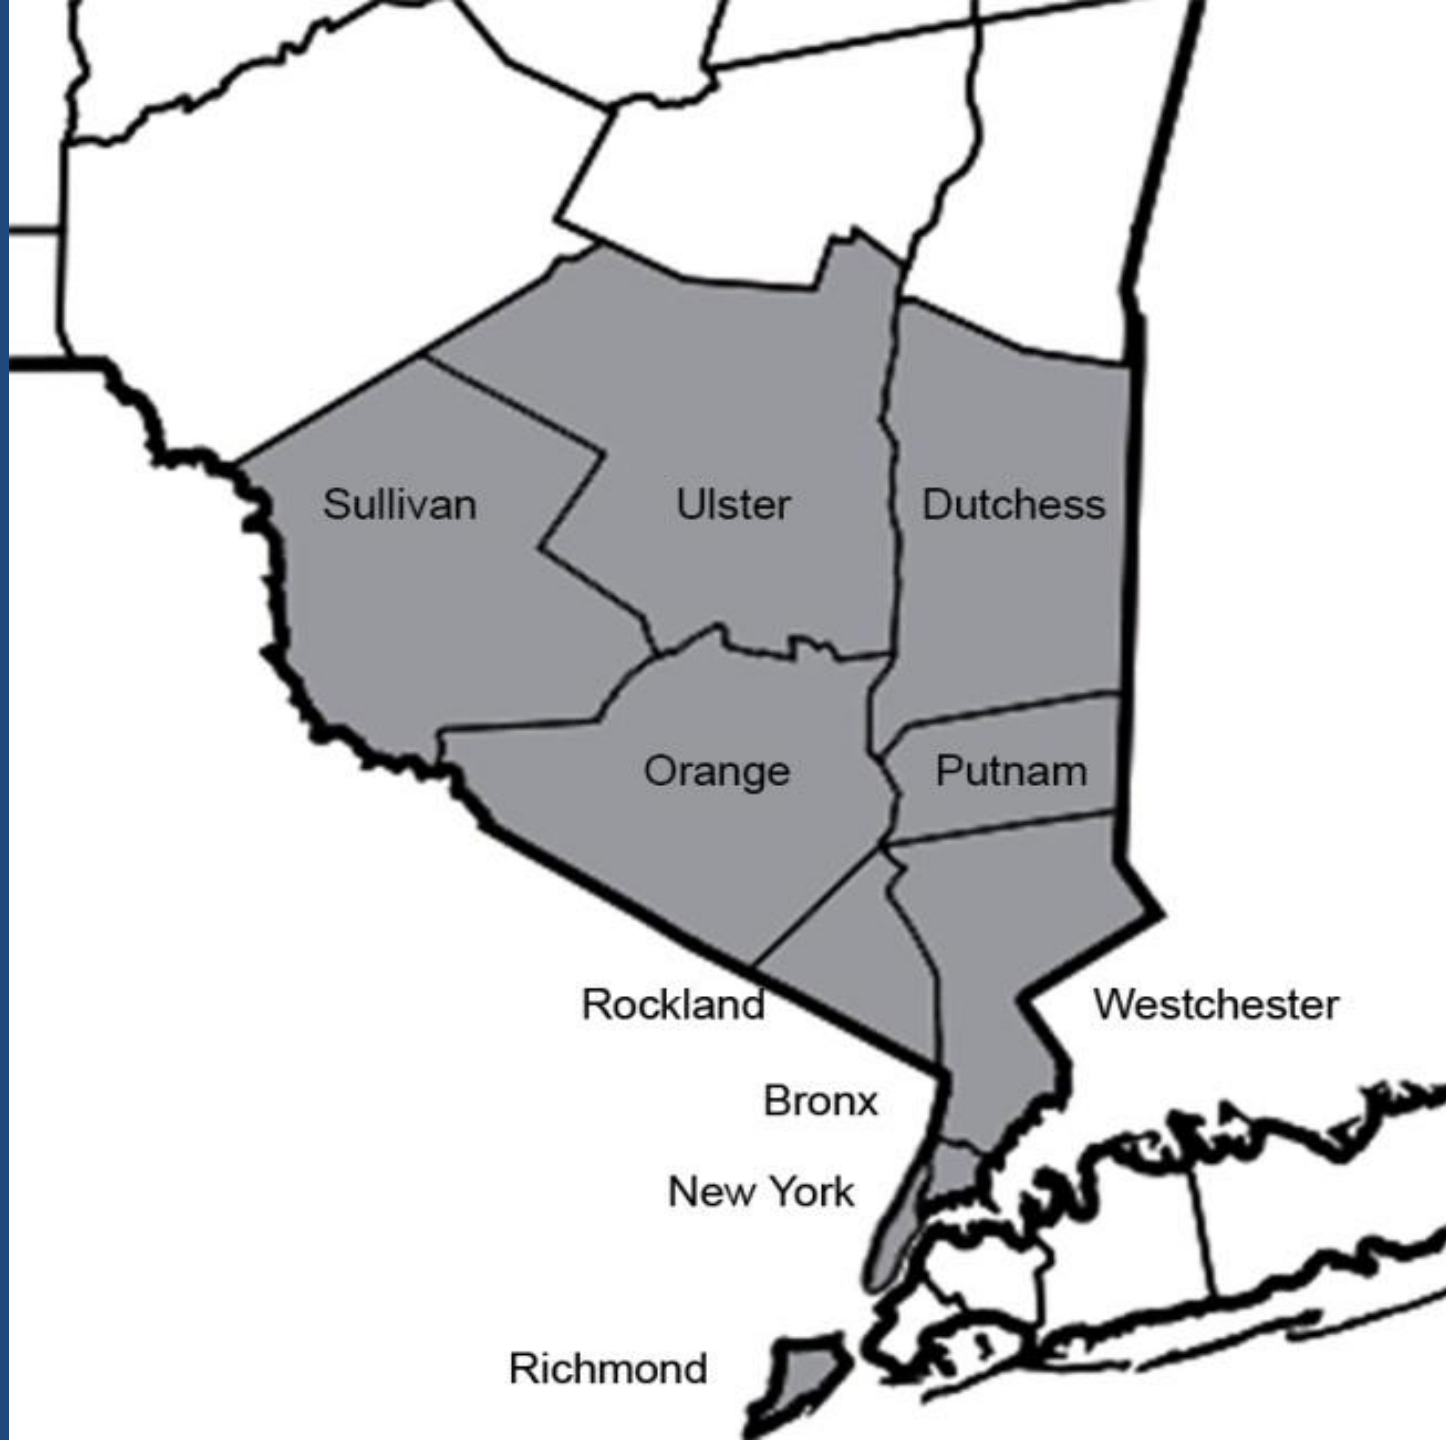 Sullivan
Ulster
Dutchess
Orange
Putnam
Rockland
Westchester
Bronx
New York
Richmond